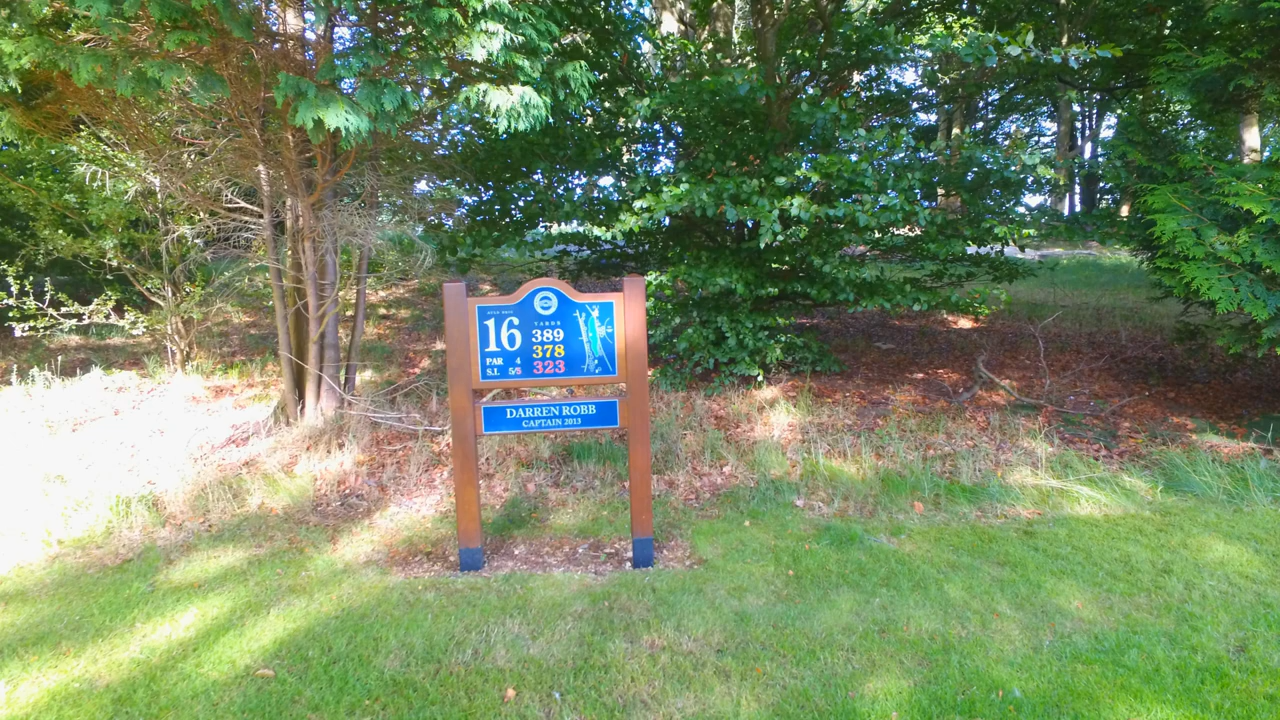 16
YARDS
389
378
323
PAR 4
S.I. 5/5
DARREN ROBB
CAPTAIN 2013